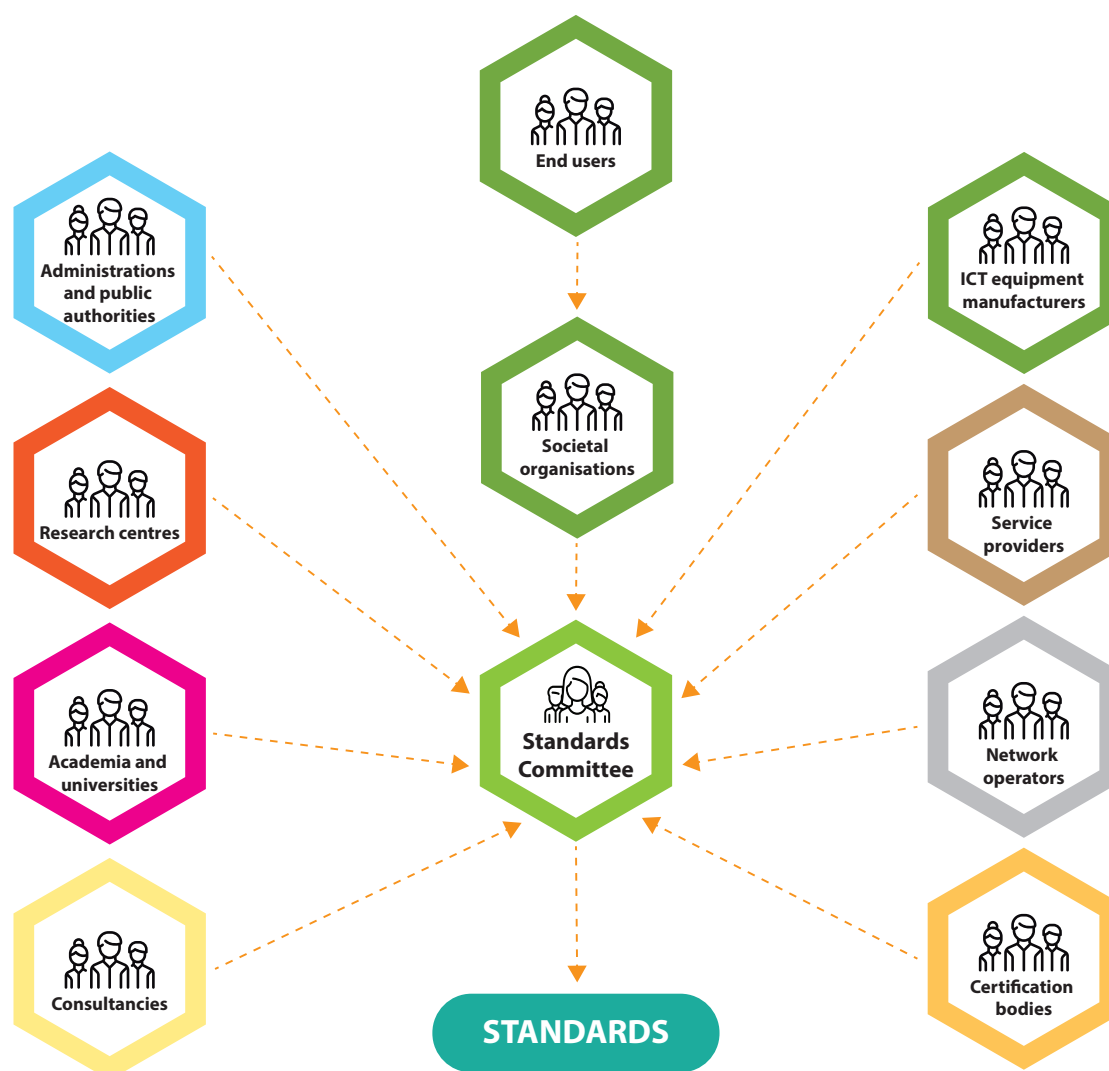 End users
Administrations
and public
authorities
ICT equipment
manufacturers
Societal
organisations
Research centres
Service
providers
Academia and
universities
Standards
Committee
Network
operators
Consultancies
Certification
bodies
STANDARDS